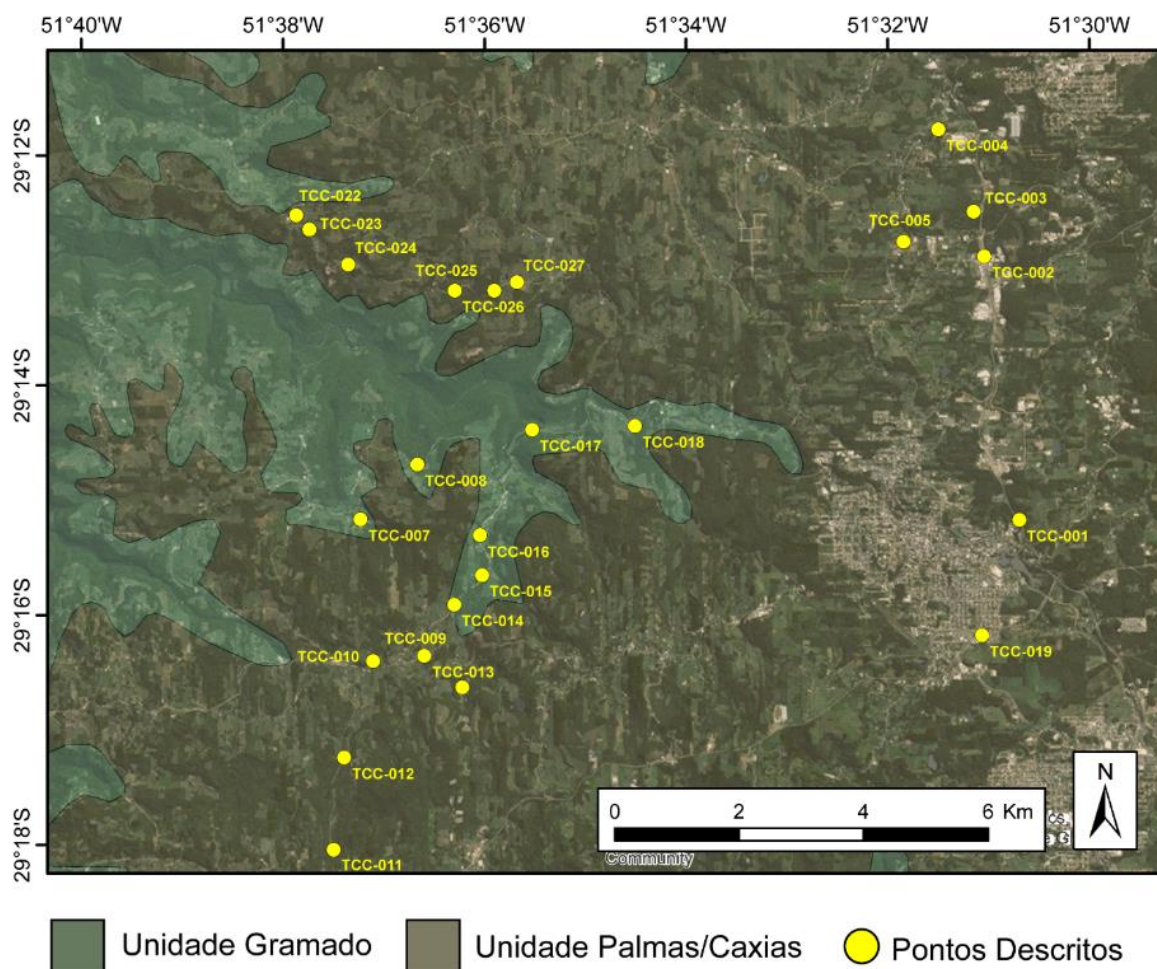 51°40'W 51°38'W 51°36'W 51°34'W 51°32'W 51°30'W
29°12'S
29°14'S
29°16'S
29°18'S
TCC-004
TCC-022
TCC-003
TCC-023
TCC-005
TCC-024
TGC-002
TCC-025
TCC-027
TCC-026
TCC-017
TCC-018
TCC-008
TCC-007
TCC-001
TCC-016
TCC-015
TCC-014
TCC-009
TCC-010
TCC-013
TCC-019
TCC-012
TCC-011
N
0 2 4 6 Km
Community
Unidade Gramado Unidade Palmas/Caxias Pontos Descritos